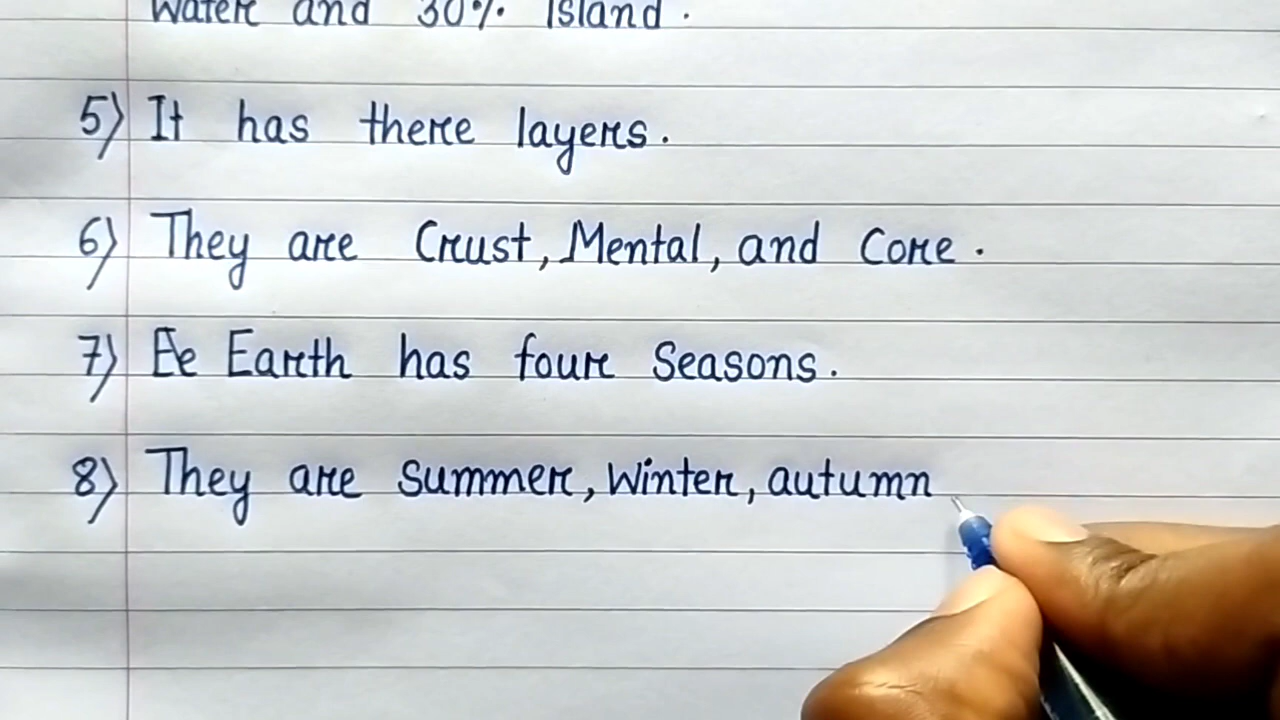 Water and 30% Island.
5) It has there layers.
6) They are Crust, Mental, and Core.
7) Ee Earth has four Seasons.
8) They are Summer, Winter, autumn